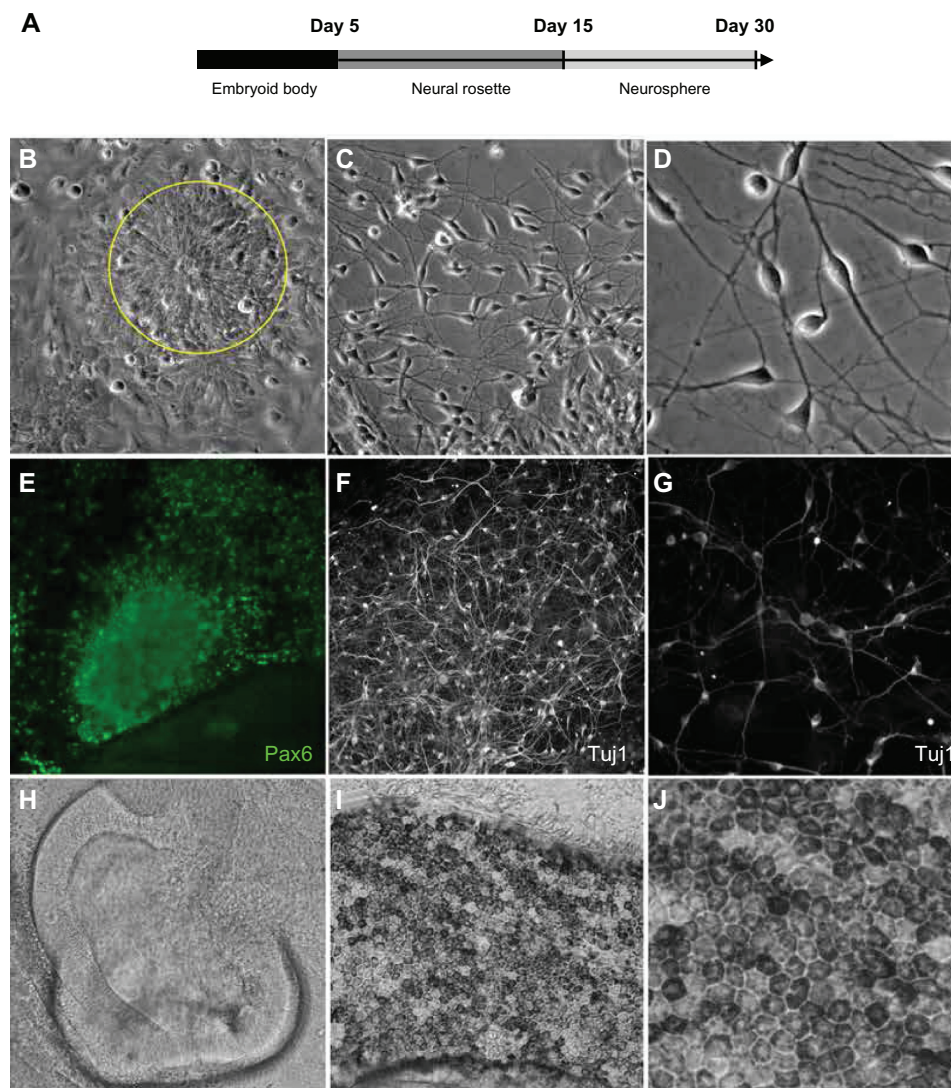 A
Day 5 Day 15 Day 30
Embryoid body Neural rosette Neurosphere
B C D
E F G
Pax6 Tuj1 Tuj1
H I J